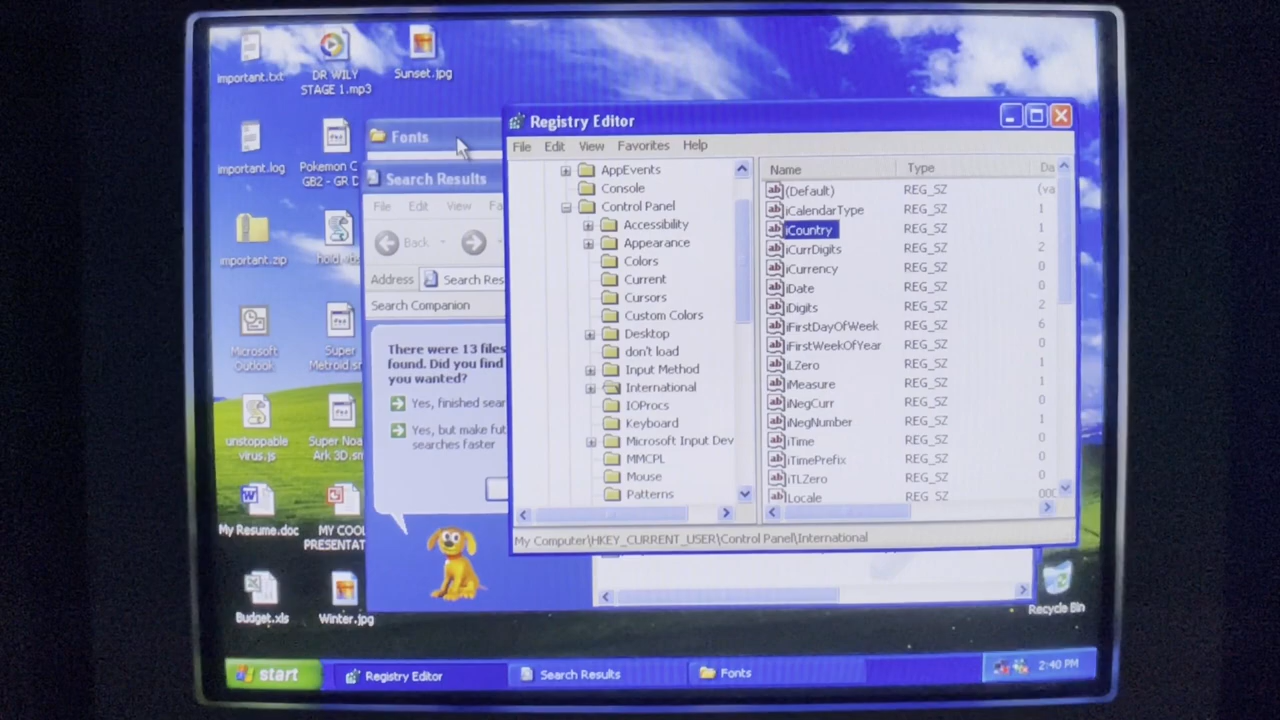 important.txt
DR WILY
STAGE 1.mp3
Sunset.jpg
important.log
Pokemon C
GB2 - GR D
important.zip
hold.vbs
Microsoft
Outlook
Super
Metroid.sm
unstoppable
virus.js
Super Noa
Ark 3D.sm
My Resume.doc
MY COOL
PRESENTAT
Budget.xls
Winter.jpg
Recycle Bin
Fonts
Search Results
File Edit View Fa
Back
Address Search Res
Search Companion
There were 13 files
found. Did you find
you wanted?
Yes, finished sear
Yes, but make fut
searches faster
Registry Editor
File Edit View Favorites Help
AppEvents
Console
Control Panel
Accessibility
Appearance
Colors
Current
Cursors
Custom Colors
Desktop
don't load
Input Method
International
IOProcs
Keyboard
Microsoft Input Dev
MMCPL
Mouse
Patterns
Name Type Da
(Default) REG_SZ (va
iCalendarType REG_SZ 1
iCountry REG_SZ 1
iCurrDigits REG_SZ 2
iCurrency REG_SZ 0
iDate REG_SZ 0
iDigits REG_SZ 2
iFirstDayOfWeek REG_SZ 6
iFirstWeekOfYear REG_SZ 0
iLZero REG_SZ 1
iMeasure REG_SZ 1
iNegCurr REG_SZ 0
iNegNumber REG_SZ 1
iTime REG_SZ 0
iTimePrefix REG_SZ 0
iTLZero REG_SZ 0
Locale REG_SZ 000
My Computer\HKEY_CURRENT_USER\Control Panel\International
start
Registry Editor
Search Results
Fonts
2:40 PM